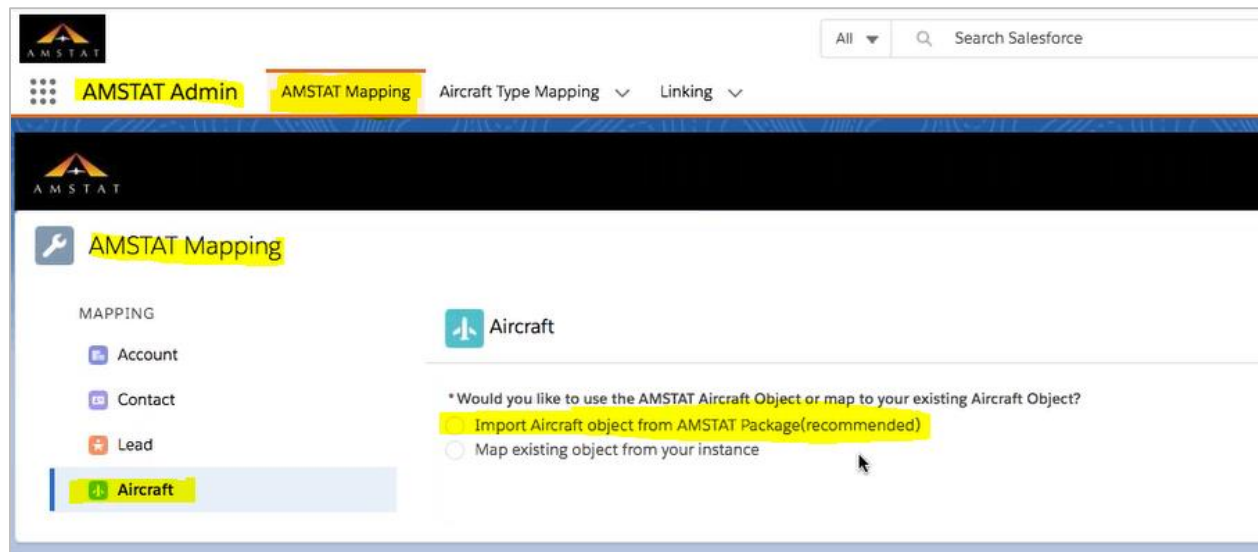 AMSTAT
All
Search Salesforce
AMSTAT Admin
AMSTAT Mapping
Aircraft Type Mapping
Linking
AMSTAT
AMSTAT Mapping
MAPPING
Account
Contact
Lead
Aircraft
Aircraft
*Would you like to use the AMSTAT Aircraft Object or map to your existing Aircraft Object?
Import Aircraft object from AMSTAT Package(recommended)
Map existing object from your instance